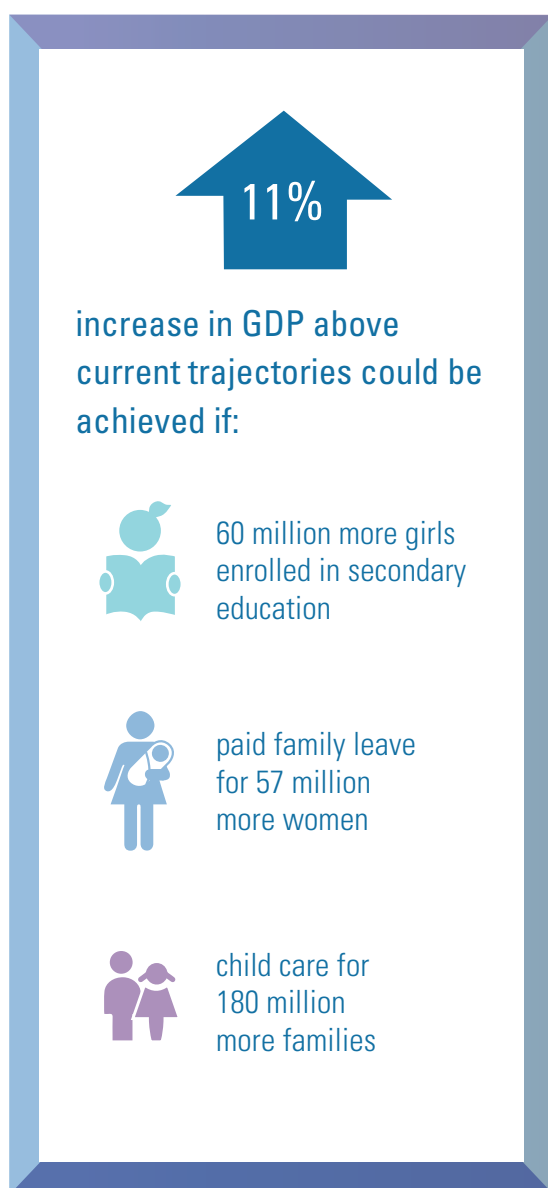 11%
increase in GDP above
current trajectories could be
achieved if:
60 million more girls
enrolled in secondary
education
paid family leave
for 57 million
more women
child care for
180 million
more families